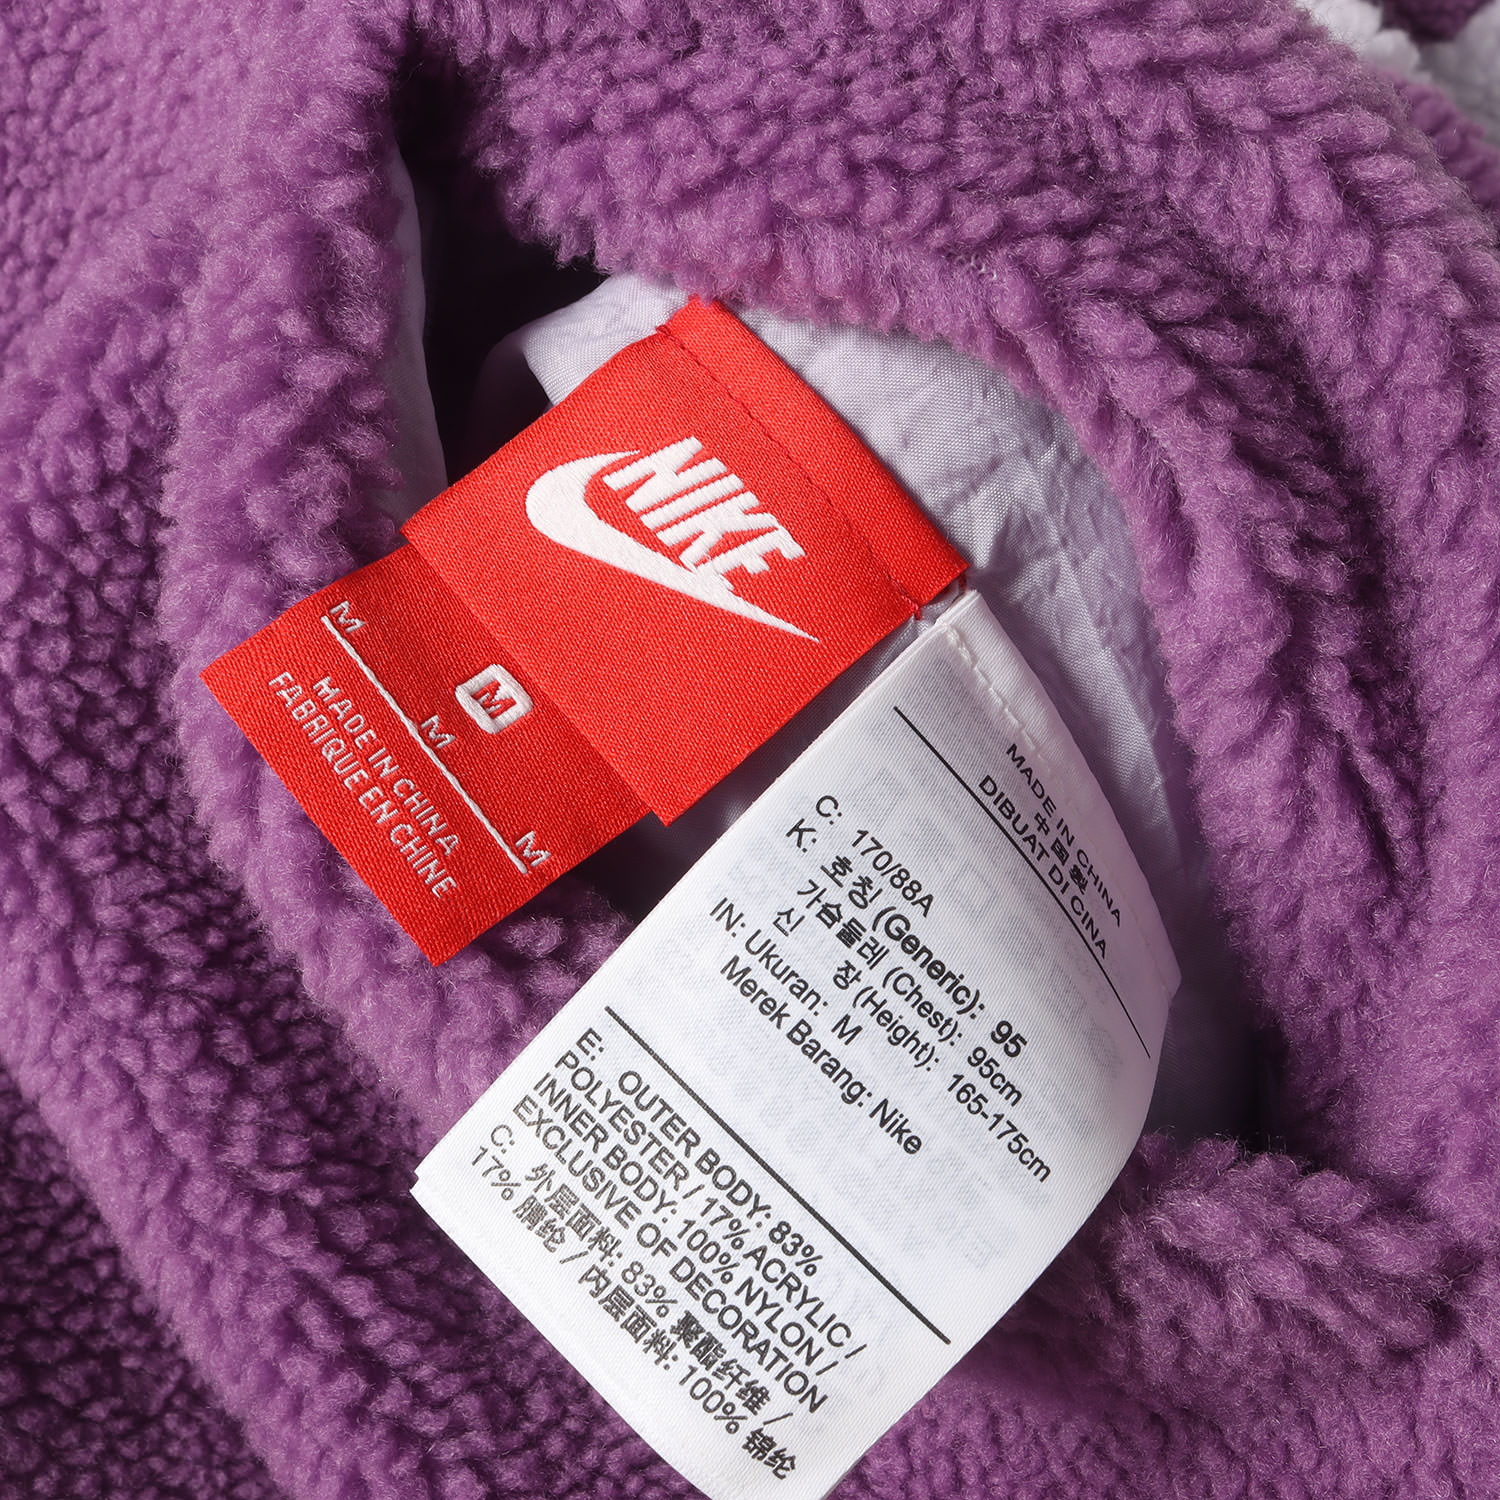 NIKE
M
M
M
M
MADE IN CHINA
FABRIQUE EN CHINE
MADE IN CHINA
中国製
DIBUAT DI CINA
C: 170/88A
K: 호칭 (Generic): 95
가슴둘레 (Chest): 95cm
신 장 (Height): 165-175cm
IN: Ukuran: M
Merek Barang: Nike
E: OUTER BODY: 83%
POLYESTER / 17% ACRYLIC /
INNER BODY: 100% NYLON /
EXCLUSIVE OF DECORATION
C: 外层面料: 83% 聚酯纤维 /
17% 腈纶 / 内层面料: 100% 锦纶